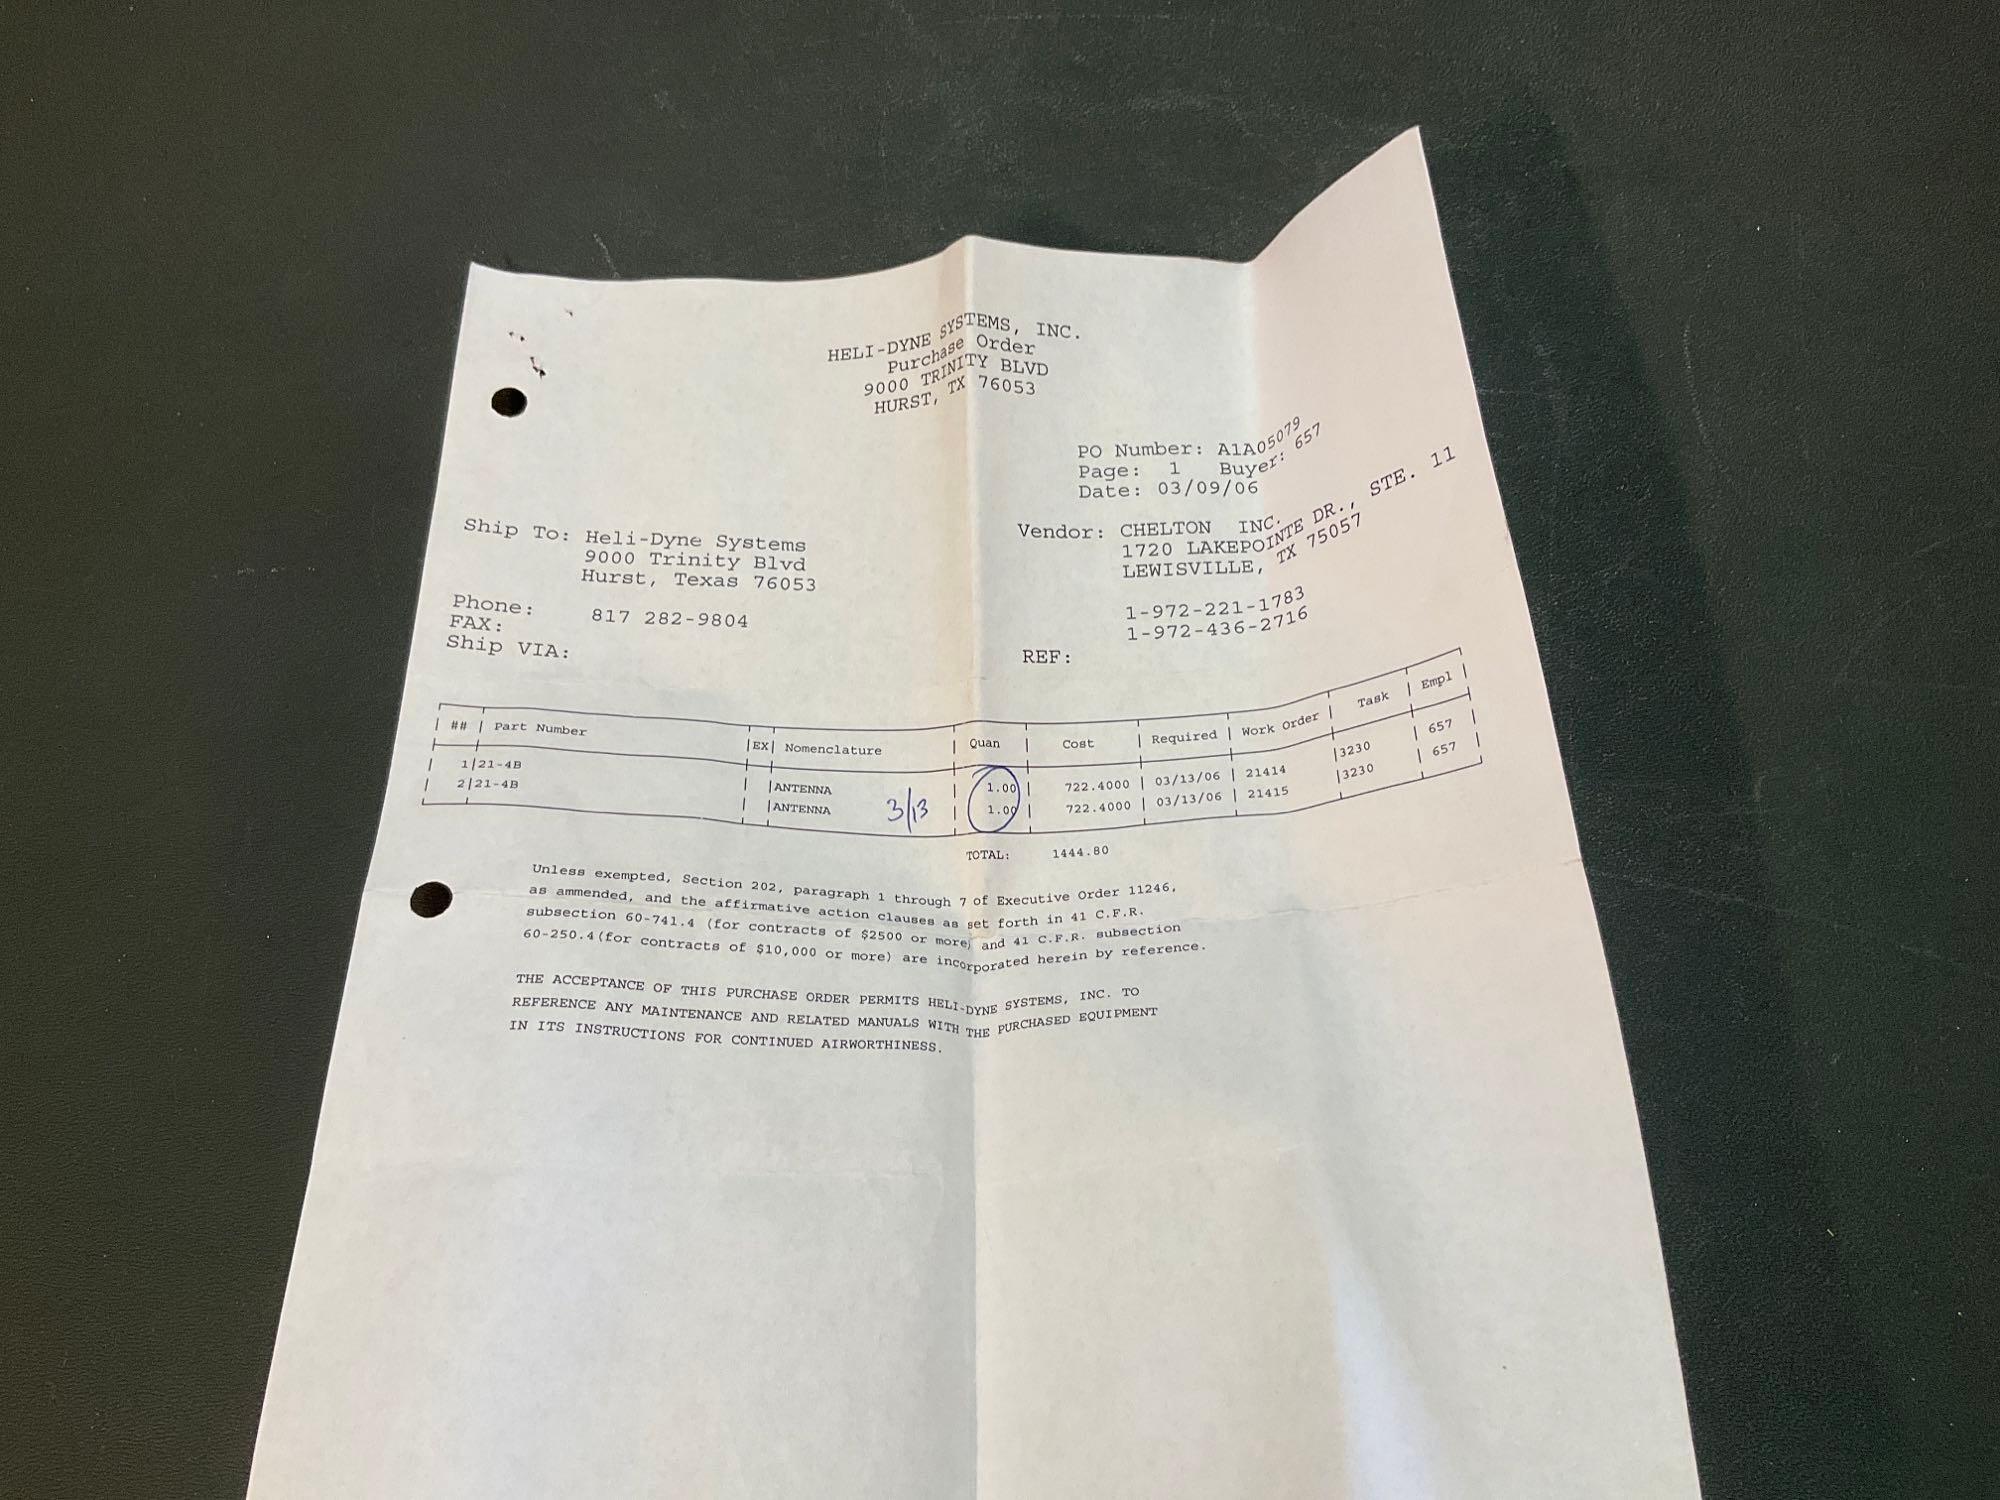 HELI-DYNE SYSTEMS, INC.
Purchase Order
9000 TRINITY BLVD
HURST, TX 76053
PO Number: A1A05079
Page: 1 Buyer: 657
Date: 03/09/06
Ship To: Heli-Dyne Systems
9000 Trinity Blvd
Hurst, Texas 76053
Phone: 817 282-9804
FAX:
Ship VIA:
Vendor: CHELTON INC.
1720 LAKEPOINTE DR., STE. 11
LEWISVILLE, TX 75057
1-972-221-1783
1-972-436-2716
REF:
## | Part Number |EX| Nomenclature | Quan | Cost | Required | Work Order | Task | Empl |
1|21-4B | |ANTENNA | 1.00| 722.4000 | 03/13/06 | 21414 |3230 | 657 |
2|21-4B | |ANTENNA 3/13 | 1.00| 722.4000 | 03/13/06 | 21415 |3230 | 657 |
TOTAL: 1444.80
Unless exempted, Section 202, paragraph 1 through 7 of Executive Order 11246,
as ammended, and the affirmative action clauses as set forth in 41 C.F.R.
subsection 60-741.4 (for contracts of $2500 or more) and 41 C.F.R. subsection
60-250.4(for contracts of $10,000 or more) are incorporated herein by reference.
THE ACCEPTANCE OF THIS PURCHASE ORDER PERMITS HELI-DYNE SYSTEMS, INC. TO
REFERENCE ANY MAINTENANCE AND RELATED MANUALS WITH THE PURCHASED EQUIPMENT
IN ITS INSTRUCTIONS FOR CONTINUED AIRWORTHINESS.